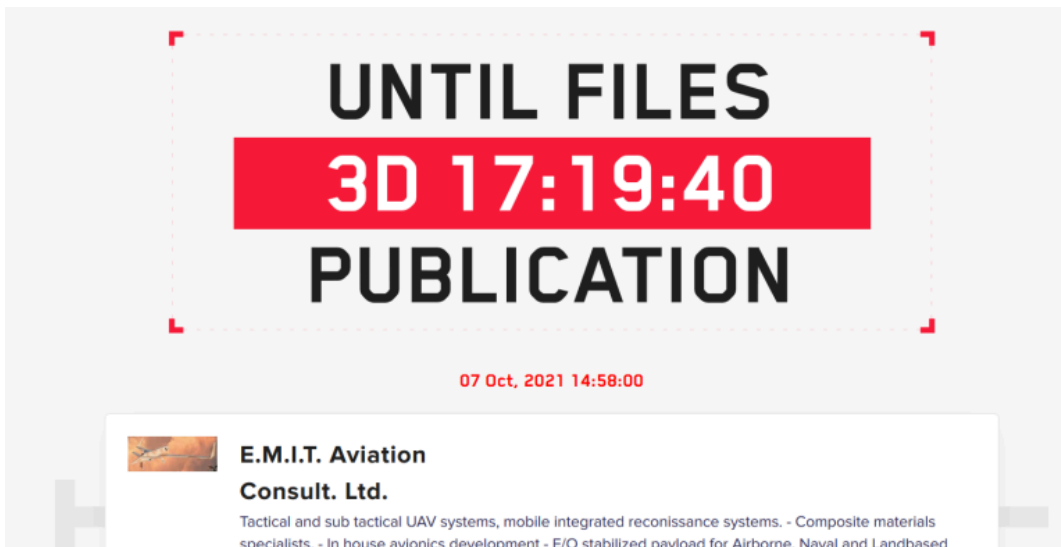 UNTIL FILES
3D 17:19:40
PUBLICATION
07 Oct, 2021 14:58:00
E.M.I.T. Aviation
Consult. Ltd.
Tactical and sub tactical UAV systems, mobile integrated reconissance systems. - Composite materials
specialists. - In house avionics development - E/O stabilized payload for Airborne, Naval and Landbased